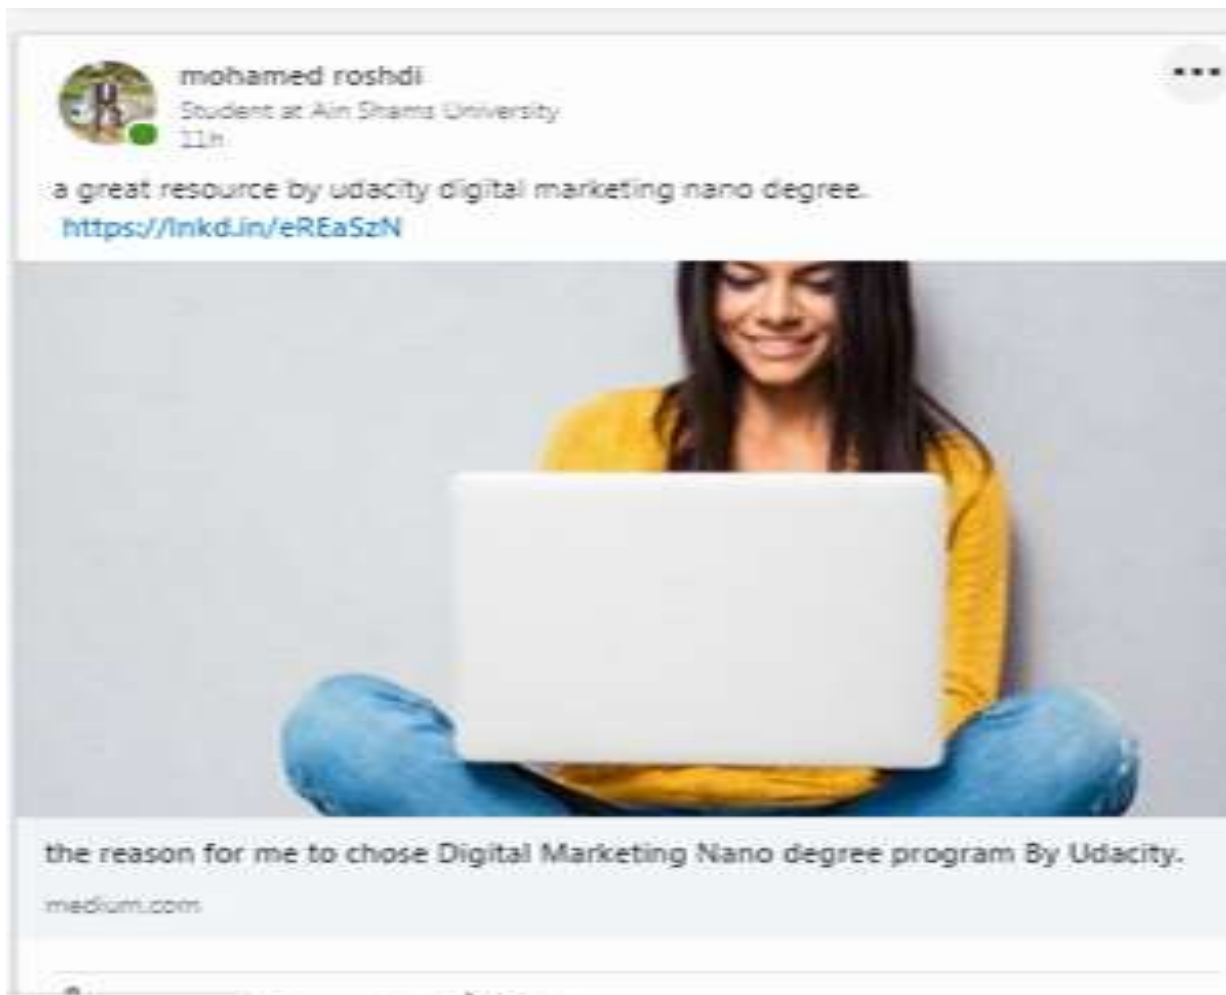 mohamed roshdi
Student at Ain Shams University
11h
a great resource by udacity digital marketing nano degree.
https://lnkd.in/eREaSzN
the reason for me to chose Digital Marketing Nano degree program By Udacity.
medium.com